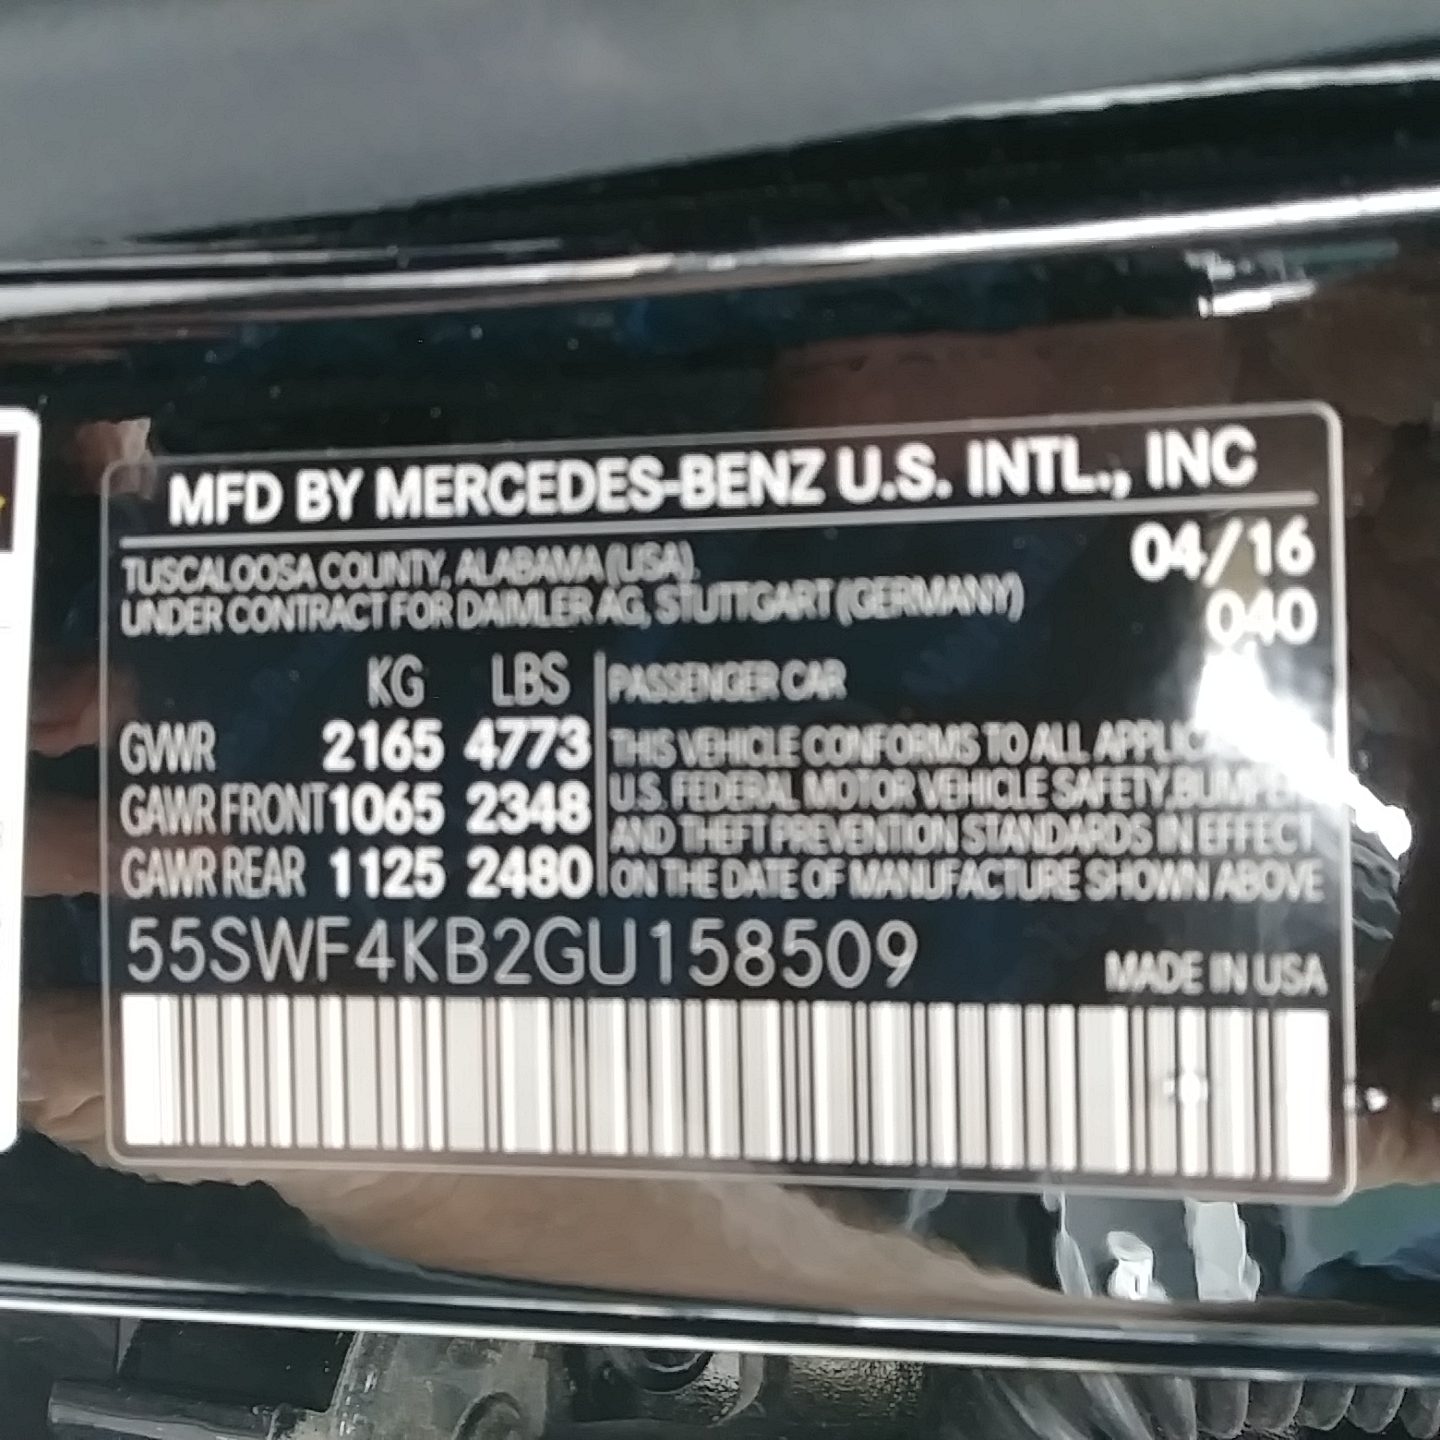 MFD BY MERCEDES-BENZ U.S. INTL., INC
TUSCALOOSA COUNTY, ALABAMA (USA). 04/16
UNDER CONTRACT FOR DAIMLER AG, STUTTGART (GERMANY) 040
KG LBS PASSENGER CAR
GVWR 2165 4773 THIS VEHICLE CONFORMS TO ALL
GAWR FRONT 1065 2348 U.S. FEDERAL MOTOR VEHICLE SAFETY,
AND THEFT PREVENTION STANDARDS IN EFFECT
GAWR REAR 1125 2480 ON THE DATE OF MANUFACTURE SHOWN ABOVE
55SWF4KB2GU158509 MADE IN USA